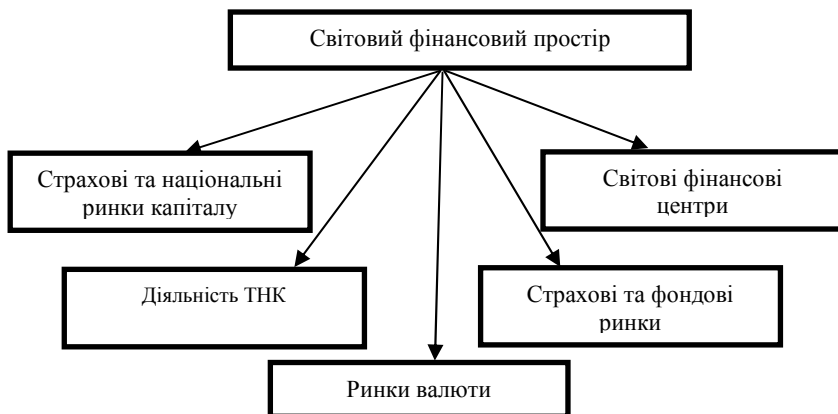 Світовий фінансовий простір
Страхові та національні
ринки капіталу
Світові фінансові
центри
Діяльність ТНК
Страхові та фондові
ринки
Ринки валюти